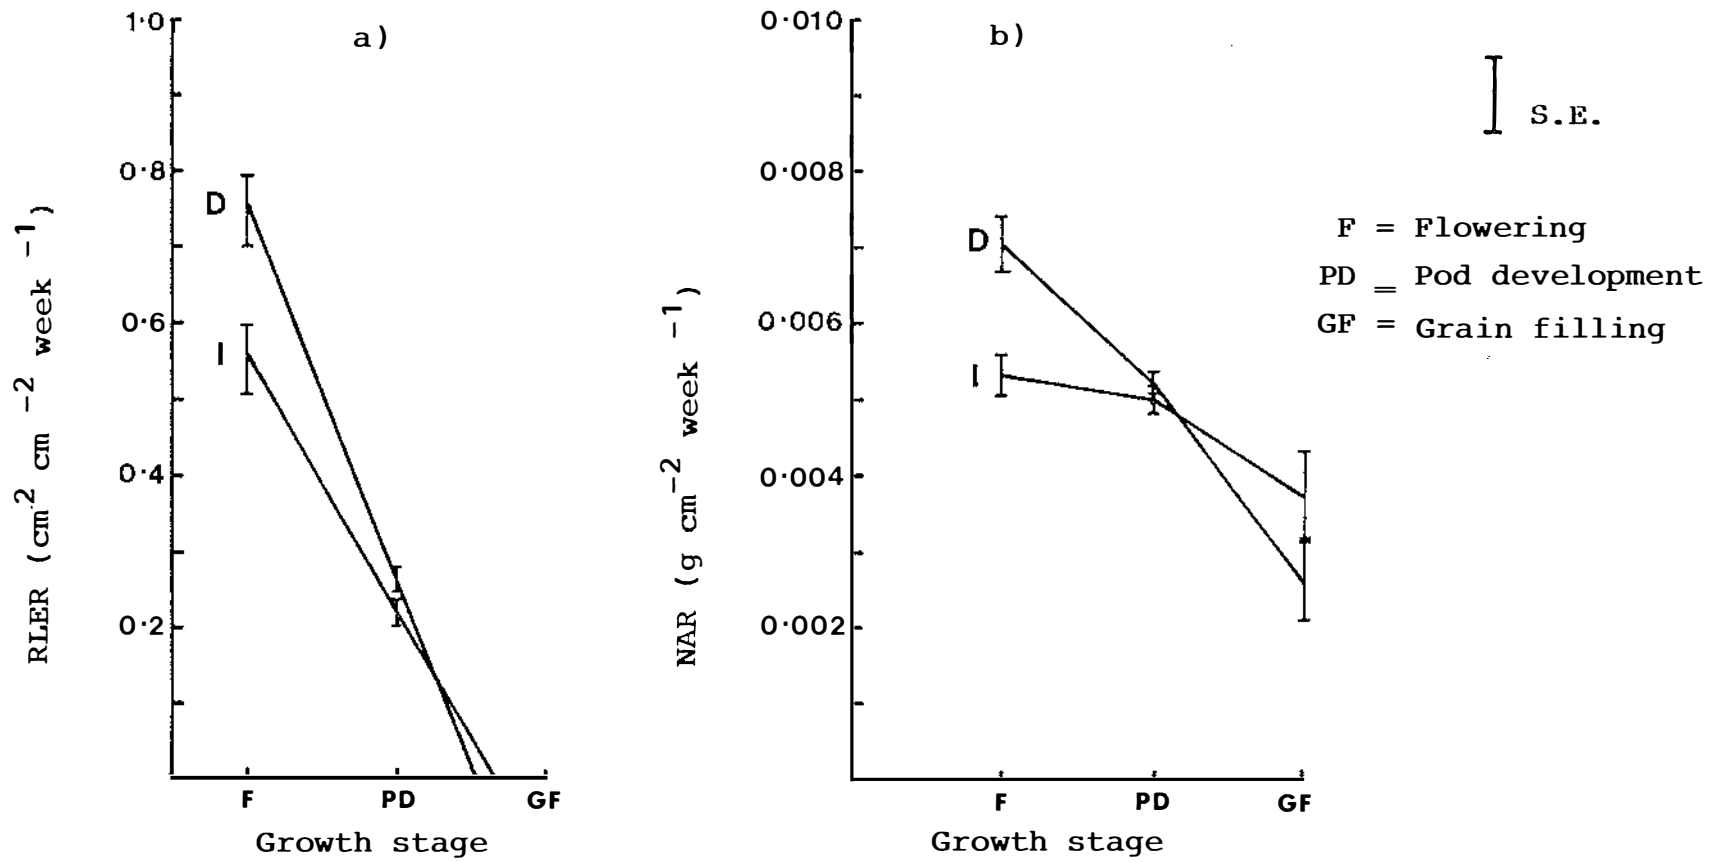 a)
1·0
0·8
0·6
0·4
0·2
RLER (cm² cm ⁻² week ⁻¹)
D
I
F PD GF
Growth stage
b)
0·010
0·008
0·006
0·004
0·002
NAR (g cm⁻² week ⁻¹)
D
I
F PD GF
Growth stage
S.E.
F = Flowering
PD = Pod development
GF = Grain filling